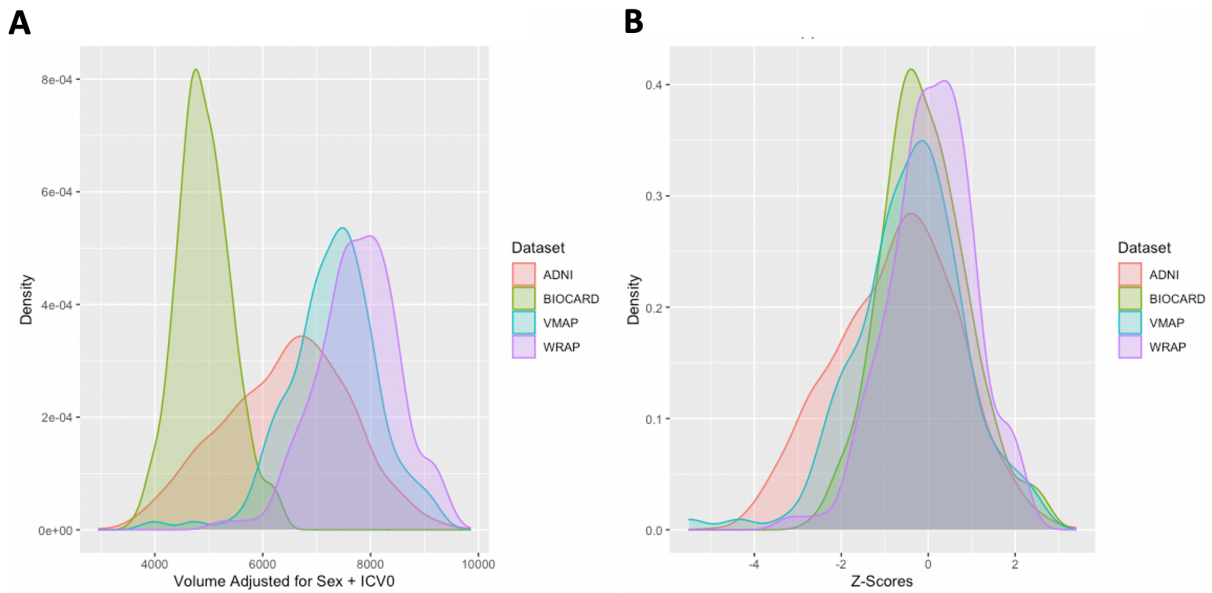 A
8e-04
6e-04
4e-04
2e-04
0e+00
Density
4000 6000 8000 10000
Volume Adjusted for Sex + ICV0
Dataset
ADNI
BIOCARD
VMAP
WRAP
B
0.4
0.3
0.2
0.1
0.0
Density
-4 -2 0 2
Z-Scores
Dataset
ADNI
BIOCARD
VMAP
WRAP